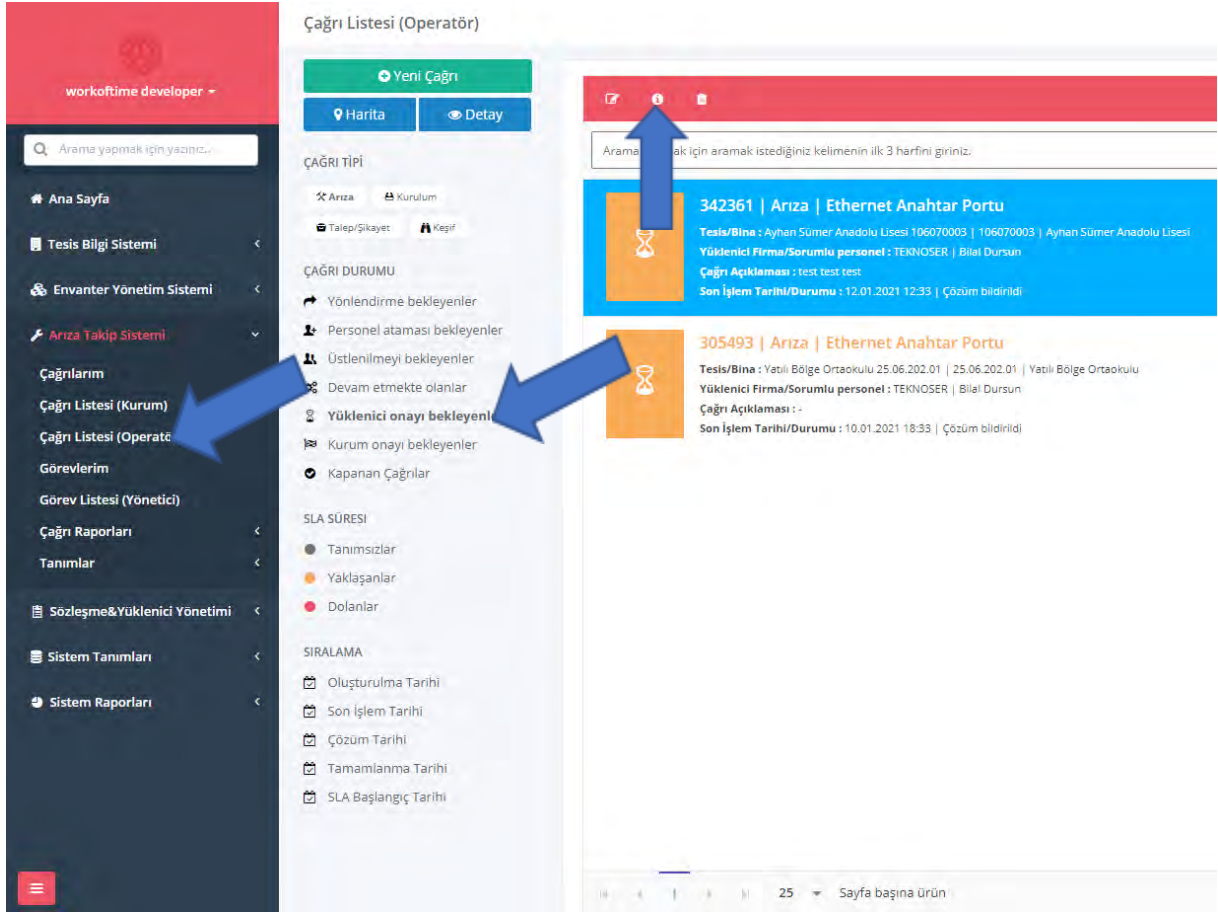 Çağrı Listesi (Operatör)
workoftime developer
Arama yapmak için yazınız..
Ana Sayfa
Tesis Bilgi Sistemi
Envanter Yönetim Sistemi
Arıza Takip Sistemi
Çağrılarım
Çağrı Listesi (Kurum)
Çağrı Listesi
Görevlerim
Görev Listesi (Yönetici)
Çağrı Raporları
Tanımlar
Sözleşme&Yüklenici Yönetimi
Sistem Tanımları
Sistem Raporları
Yeni Çağrı
Harita
Detay
ÇAĞRI TİPİ
Arıza
Kurulum
Talep/Şikayet
Keşif
ÇAĞRI DURUMU
Yönlendirme bekleyenler
Personel ataması bekleyenler
Üstlenilmeyi bekleyenler
Devam etmekte olanlar
Yüklenici onayı
Kurum onayı bekleyenler
Kapanan Çağrılar
SLA SÜRESI
Tanımsızlar
Yaklaşanlar
Dolanlar
SIRALAMA
Oluşturulma Tarihi
Son İşlem Tarihi
Çözüm Tarihi
Tamamlanma Tarihi
SLA Başlangıç Tarihi
için aramak istediğiniz kelimenin ilk 3 harfini giriniz.
342361 | Arıza | Ethernet Anahtar Portu
Tesis/Bina : Ayhan Sümer Anadolu Lisesi 106070003 | 106070003 | Ayhan Sümer Anadolu Lisesi
Yüklenici Firma/Sorumlu personel : TEKNOSER | Bilal Dursun
Çağrı Açıklaması : test test test
Son İşlem Tarihi/Durumu : 12.01.2021 12:33 | Çözüm bildirildi
305493 | Arıza | Ethernet Anahtar Portu
Tesis/Bina : Yatılı Bölge Ortaokulu 25.06.202.01 | 25.06.202.01 | Yatılı Bölge Ortaokulu
Yüklenici Firma/Sorumlu personel : TEKNOSER | Bilal Dursun
Çağrı Açıklaması : -
Son İşlem Tarihi/Durumu : 10.01.2021 18:33 | Çözüm bildirildi
1
25 Sayfa başına ürün